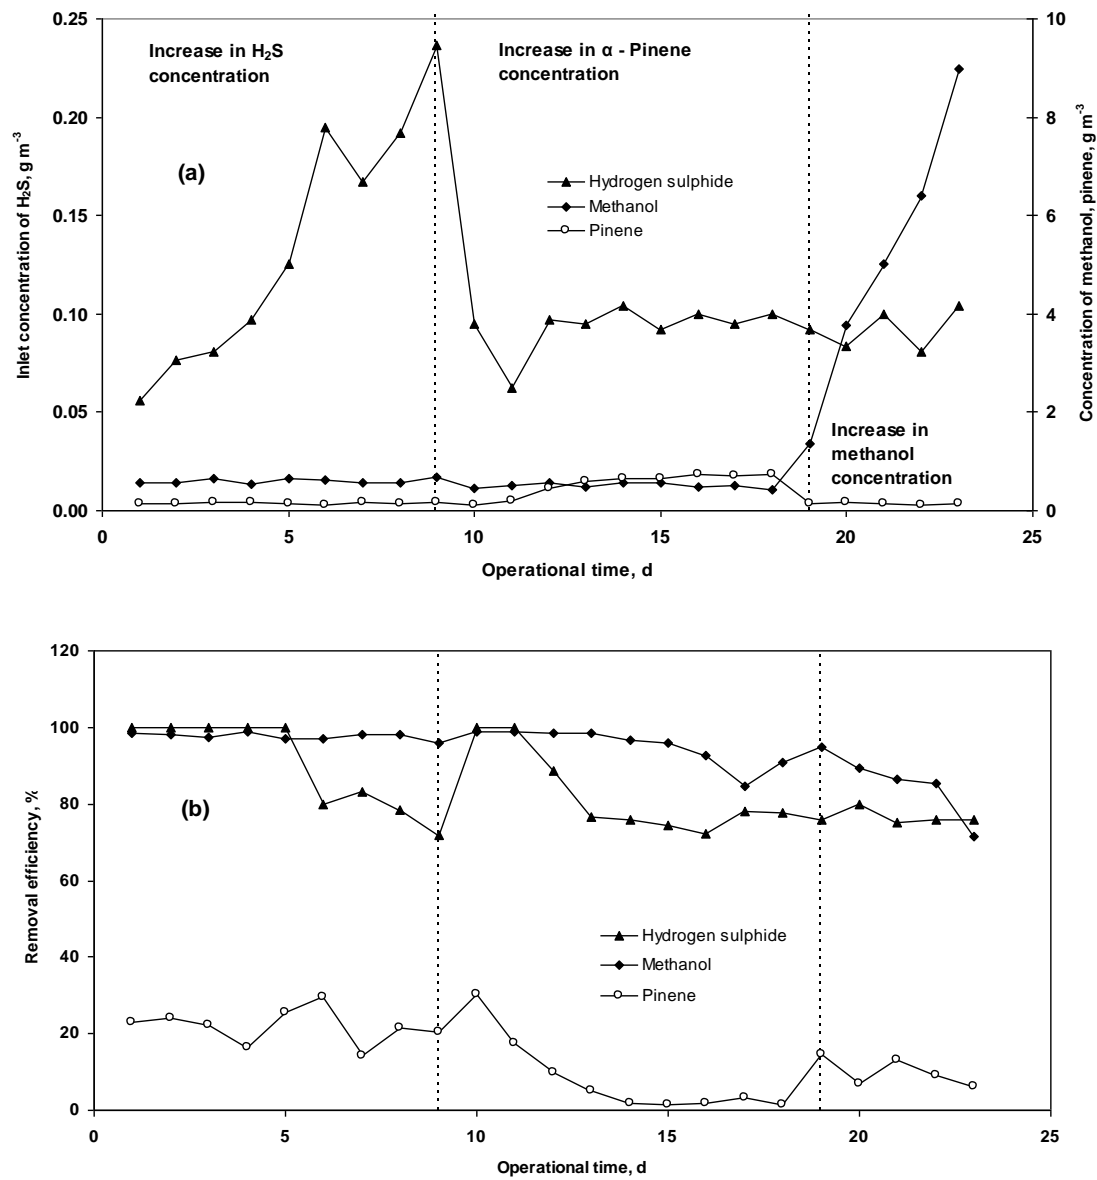 0.25
0.20
0.15
0.10
0.05
0.00
Inlet concentration of H₂S, g m⁻³
10
8
6
4
2
0
Concentration of methanol, pinene, g m⁻³
Increase in H₂S
concentration
Increase in α - Pinene
concentration
(a)
Hydrogen sulphide
Methanol
Pinene
Increase in
methanol
concentration
0 5 10 15 20 25
Operational time, d
120
100
80
60
40
20
0
Removal efficiency, %
(b)
Hydrogen sulphide
Methanol
Pinene
0 5 10 15 20 25
Operational time, d